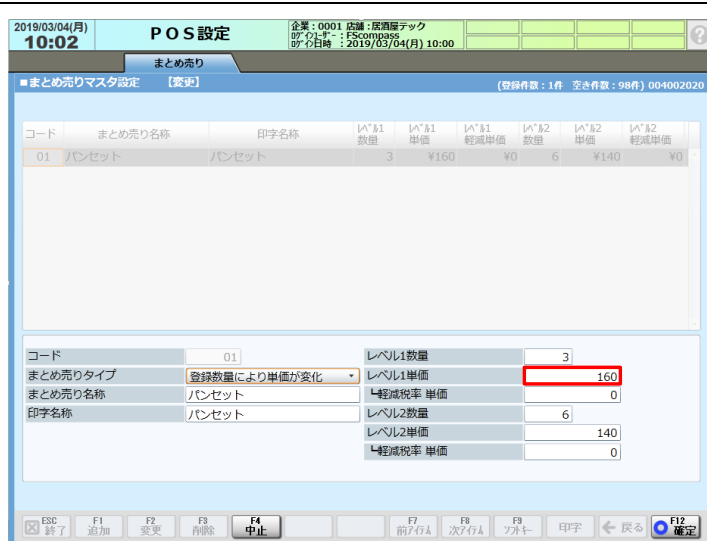 2019/03/04(月)
10:02
POS設定
企業:0001 店舗:居酒屋テック
ﾛｸﾞｲﾝﾕｰｻﾞｰ:FScompass
ﾛｸﾞｲﾝ日時 :2019/03/04(月) 10:00
まとめ売り
■まとめ売りマスタ設定 【変更】
(登録件数:1件 空き件数:98件) 004002020
コード まとめ売り名称 印字名称 ﾚﾍﾞﾙ1数量 ﾚﾍﾞﾙ1単価 ﾚﾍﾞﾙ1軽減単価 ﾚﾍﾞﾙ2数量 ﾚﾍﾞﾙ2単価 ﾚﾍﾞﾙ2軽減単価
01 パンセット パンセット 3 ¥160 ¥0 6 ¥140 ¥0
コード 01 レベル1数量 3
まとめ売りタイプ 登録数量により単価が変化 レベル1単価 160
まとめ売り名称 パンセット ┗軽減税率 単価 0
印字名称 パンセット レベル2数量 6
レベル2単価 140
┗軽減税率 単価 0
ESC 終了 F1 追加 F2 変更 F3 削除 F4 中止 F7 前ｱｲﾃﾑ F8 次ｱｲﾃﾑ F9 ｿﾌﾄｷｰ 印字 戻る F12 確定